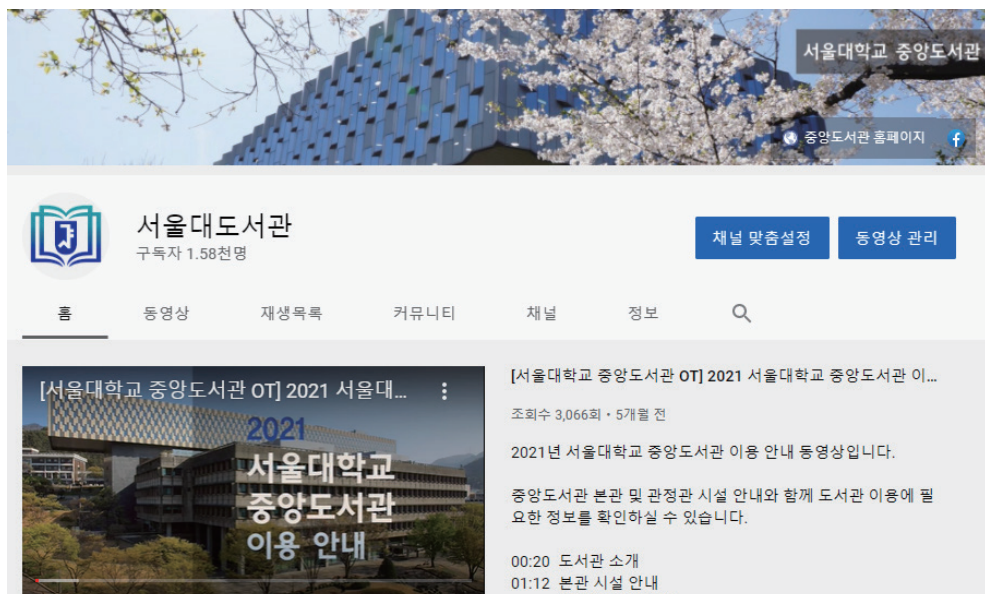 서울대학교 중앙도서관
중앙도서관 홈페이지
서울대도서관
구독자 1.58천명
채널 맞춤설정 동영상 관리
홈 동영상 재생목록 커뮤니티 채널 정보
[서울대학교 중앙도서관 OT] 2021 서울대...
2021
서울대학교
중앙도서관
이용 안내
[서울대학교 중앙도서관 OT] 2021 서울대학교 중앙도서관 이...
조회수 3,066회 • 5개월 전
2021년 서울대학교 중앙도서관 이용 안내 동영상입니다.
중앙도서관 본관 및 관정관 시설 안내와 함께 도서관 이용에 필
요한 정보를 확인하실 수 있습니다.
00:20 도서관 소개
01:12 본관 시설 안내